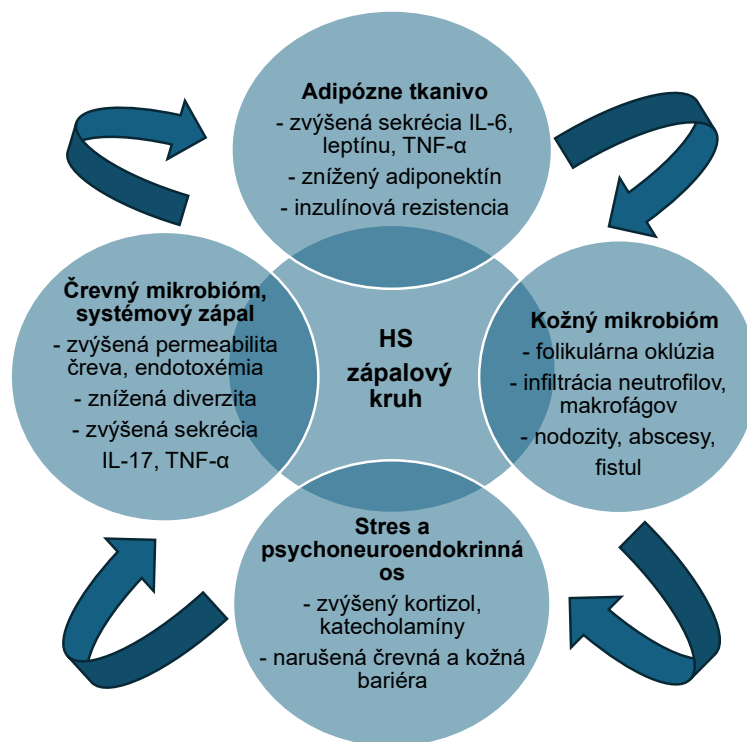 Adipózne tkanivo
- zvýšená sekrécia IL-6,
leptínu, TNF-α
- znížený adiponektín
- inzulínová rezistencia
Črevný mikrobióm,
systémový zápal
- zvýšená permeabilita
čreva, endotoxémia
- znížená diverzita
- zvýšená sekrécia
IL-17, TNF-α
HS
zápalový
kruh
Kožný mikrobióm
- folikulárna oklúzia
- infiltrácia neutrofilov,
makrofágov
- nodozity, abscesy,
fistul
Stres a
psychoneuroendokrinná
os
- zvýšený kortizol,
katecholamíny
- narušená črevná a kožná
bariéra